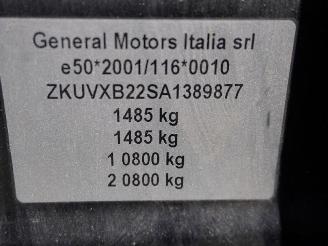 General Motors Italia srl
e50*2001/116*0010
ZKUVXB22SA1389877
1485 kg
1485 kg
1 0800 kg
2 0800 kg